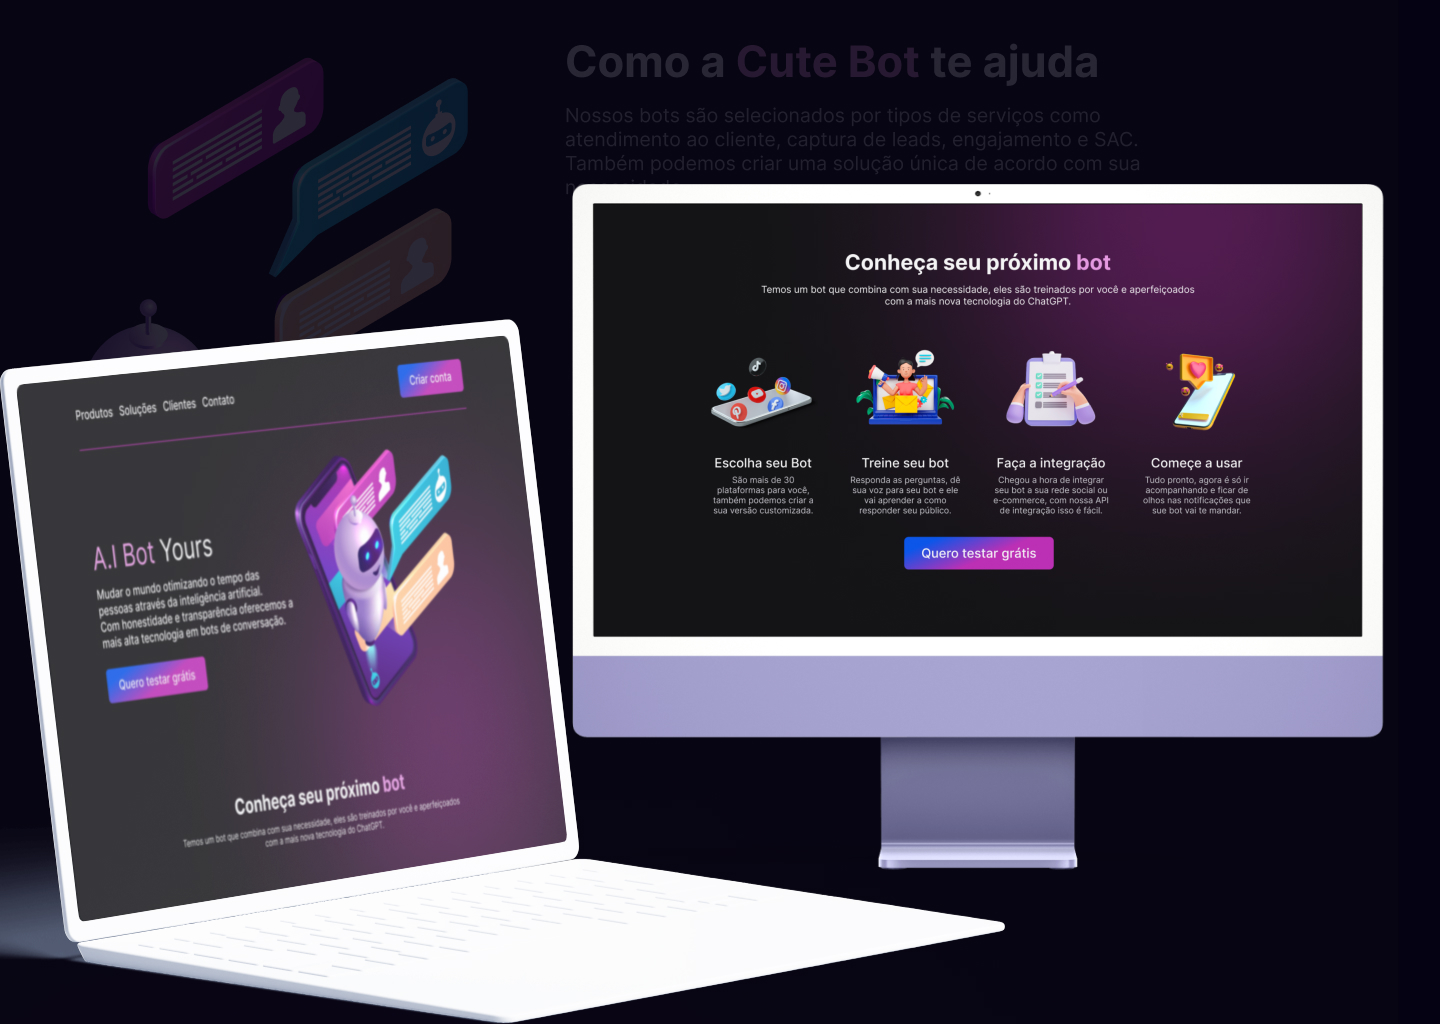 Como a Cute Bot te ajuda
Nossos bots são selecionados por tipos de serviços como
atendimento ao cliente, captura de leads, engajamento e SAC.
Também podemos criar uma solução única de acordo com sua
Conheça seu próximo bot
Temos um bot que combina com sua necessidade, eles são treinados por você e aperfeiçoados
com a mais nova tecnologia do ChatGPT.
Escolha seu Bot
São mais de 30
plataformas para você,
também podemos criar a
sua versão customizada.
Treine seu bot
Responda as perguntas, dê
sua voz para seu bot e ele
vai aprender a como
responder seu público.
Faça a integração
Chegou a hora de integrar
seu bot a sua rede social ou
e-commerce, com nossa API
de integração isso é fácil.
Começe a usar
Tudo pronto, agora é só ir
acompanhando e ficar de
olhos nas notificações que
sue bot vai te mandar.
Quero testar grátis
Produtos Soluções Clientes Contato
Criar conta
A.I Bot Yours
Mudar o mundo otimizando o tempo das
pessoas através da inteligência artificial.
Com honestidade e transparência oferecemos a
mais alta tecnologia em bots de conversação.
Quero testar grátis
Conheça seu próximo bot
Temos um bot que combina com sua necessidade, eles são treinados por você e aperfeiçoados
com a mais nova tecnologia do ChatGPT.